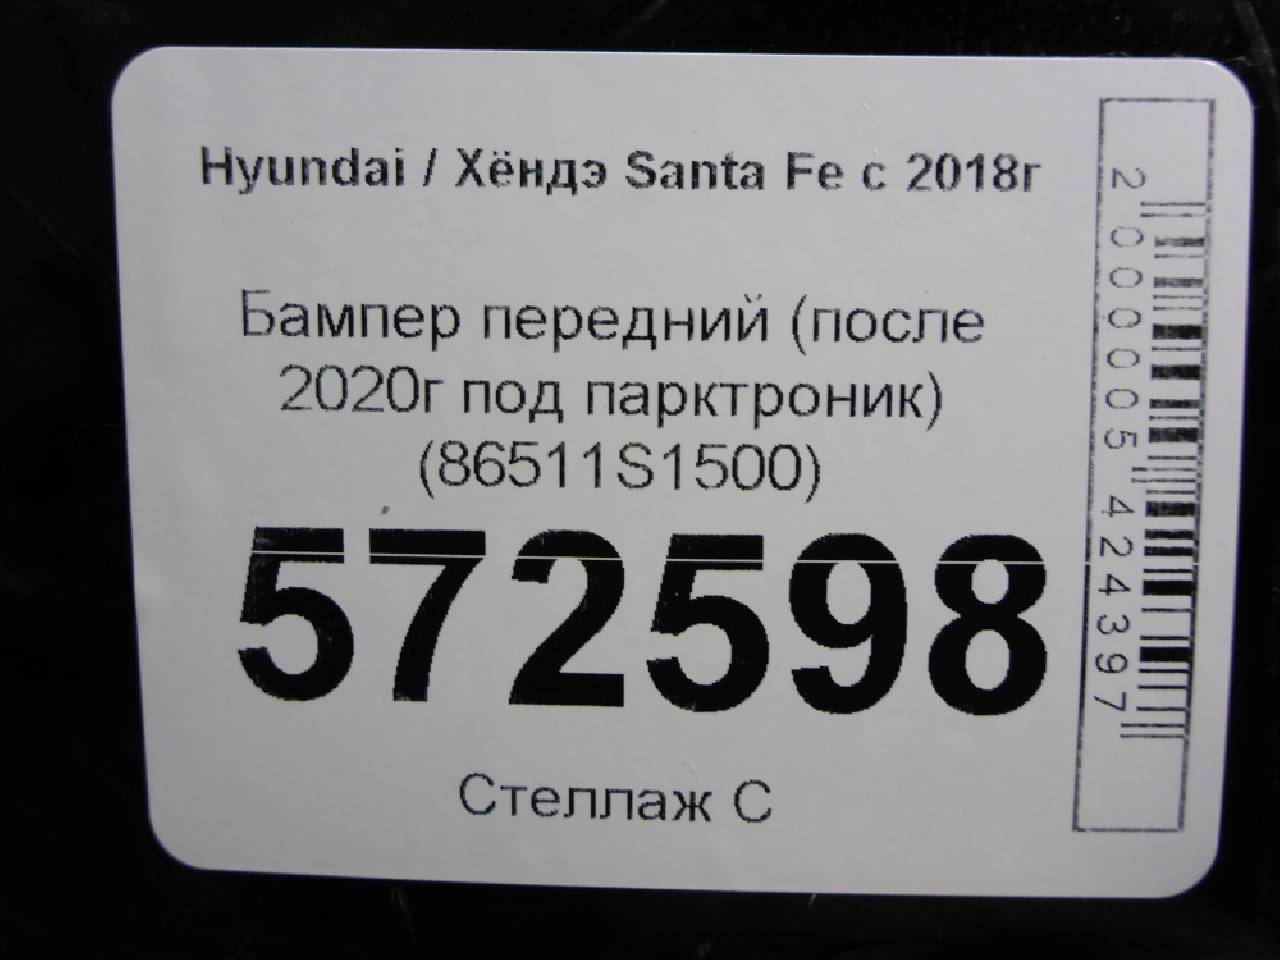 Hyundai / Хёндэ Santa Fe с 2018г
Бампер передний (после
2020г под парктроник)
(86511S1500)
572598
Стеллаж С
2000005424397